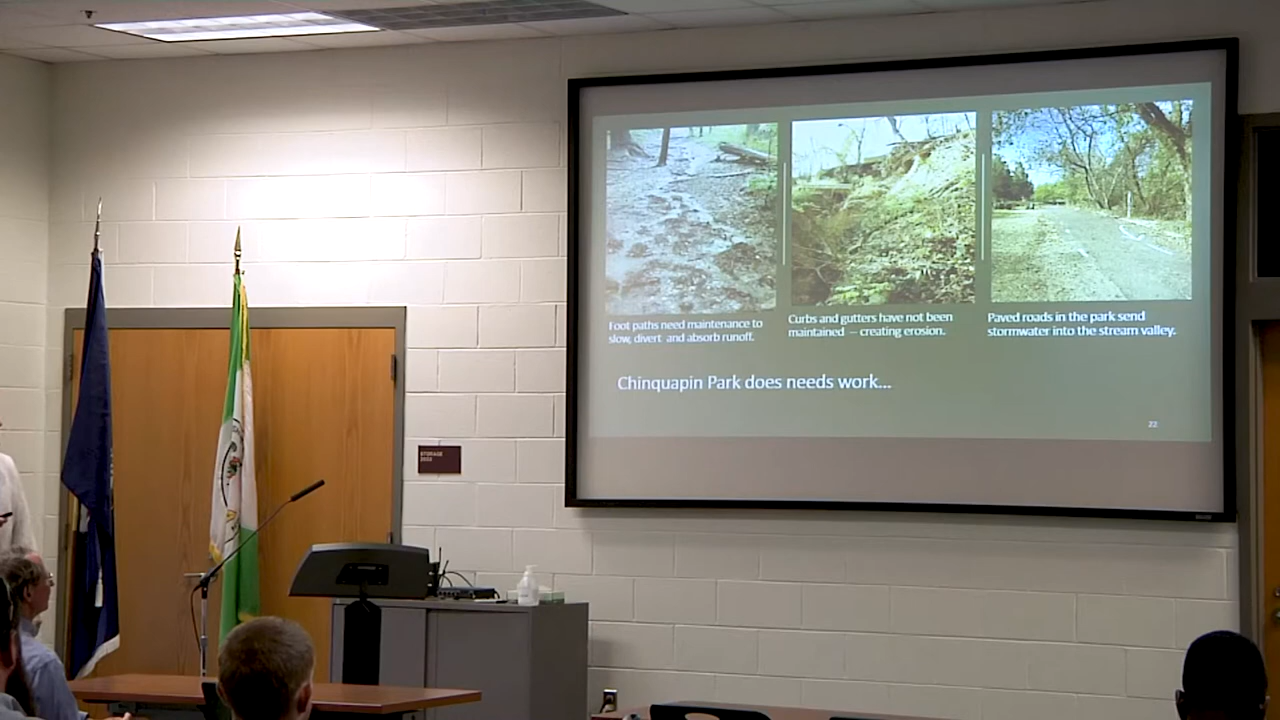 Foot paths need maintenance to
slow, divert and absorb runoff.
Curbs and gutters have not been
maintained – creating erosion.
Paved roads in the park send
stormwater into the stream valley.
Chinquapin Park does needs work...
22
STORAGE